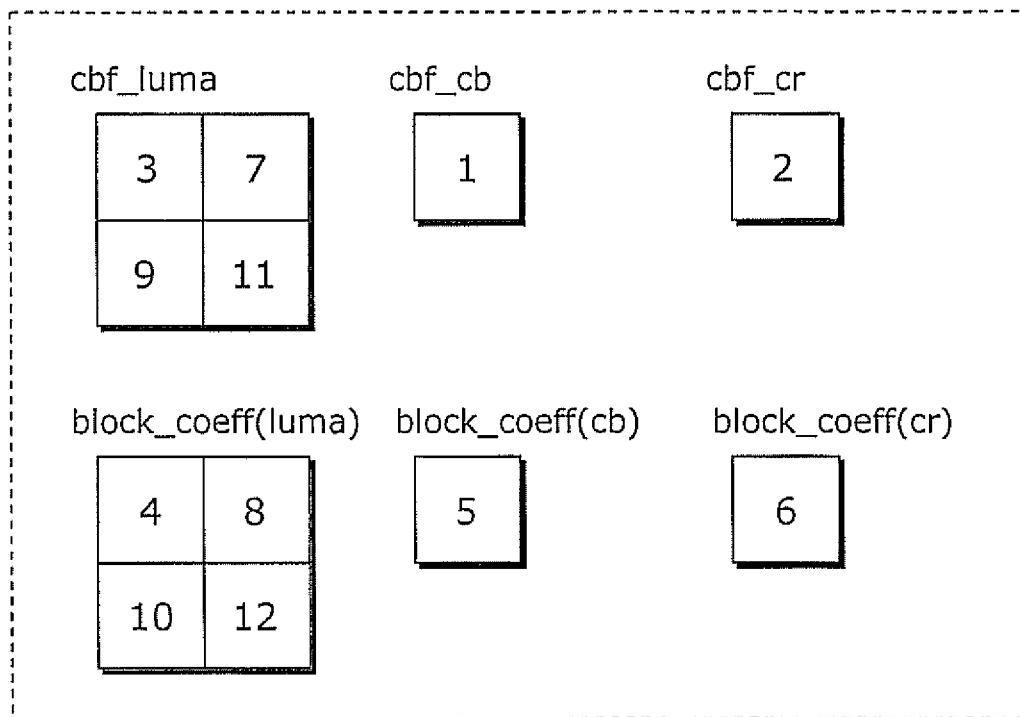 cbf_luma cbf_cb cbf_cr
3 7 1 2
9 11
block_coeff(luma) block_coeff(cb) block_coeff(cr)
4 8 5 6
10 12